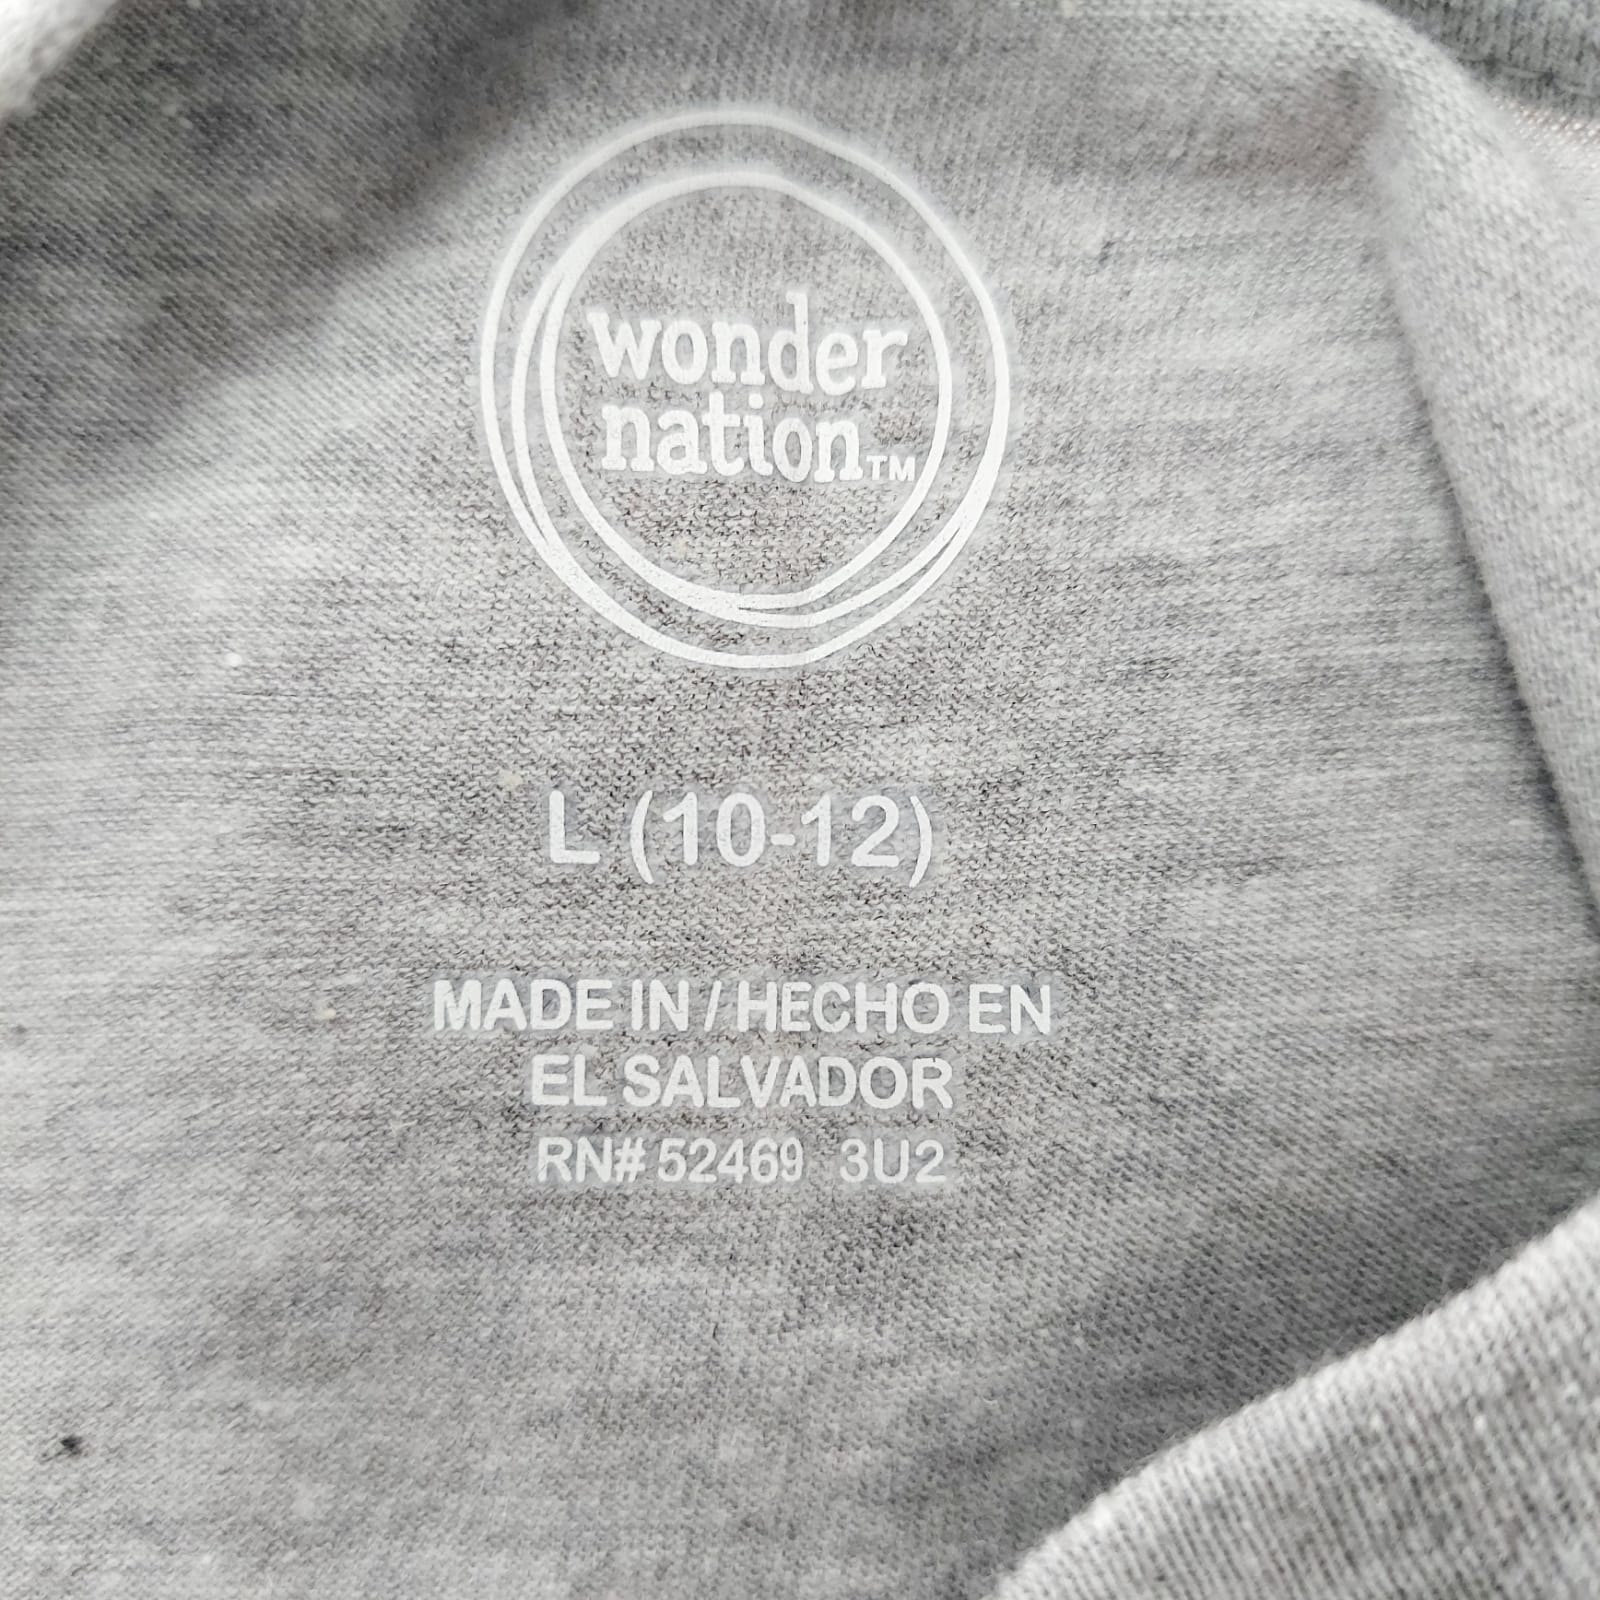 wonder
nation™
L (10-12)
MADE IN / HECHO EN
EL SALVADOR
RN# 52469 3U2